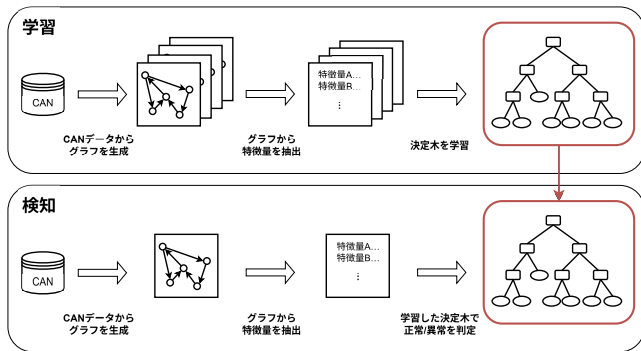 学習
CAN
CANデータから
グラフを生成
グラフから
特徴量を抽出
特徴量A...
特徴量B...
⋮
決定木を学習
検知
CAN
CANデータから
グラフを生成
グラフから
特徴量を抽出
特徴量A...
特徴量B...
⋮
学習した決定木で
正常/異常を判定